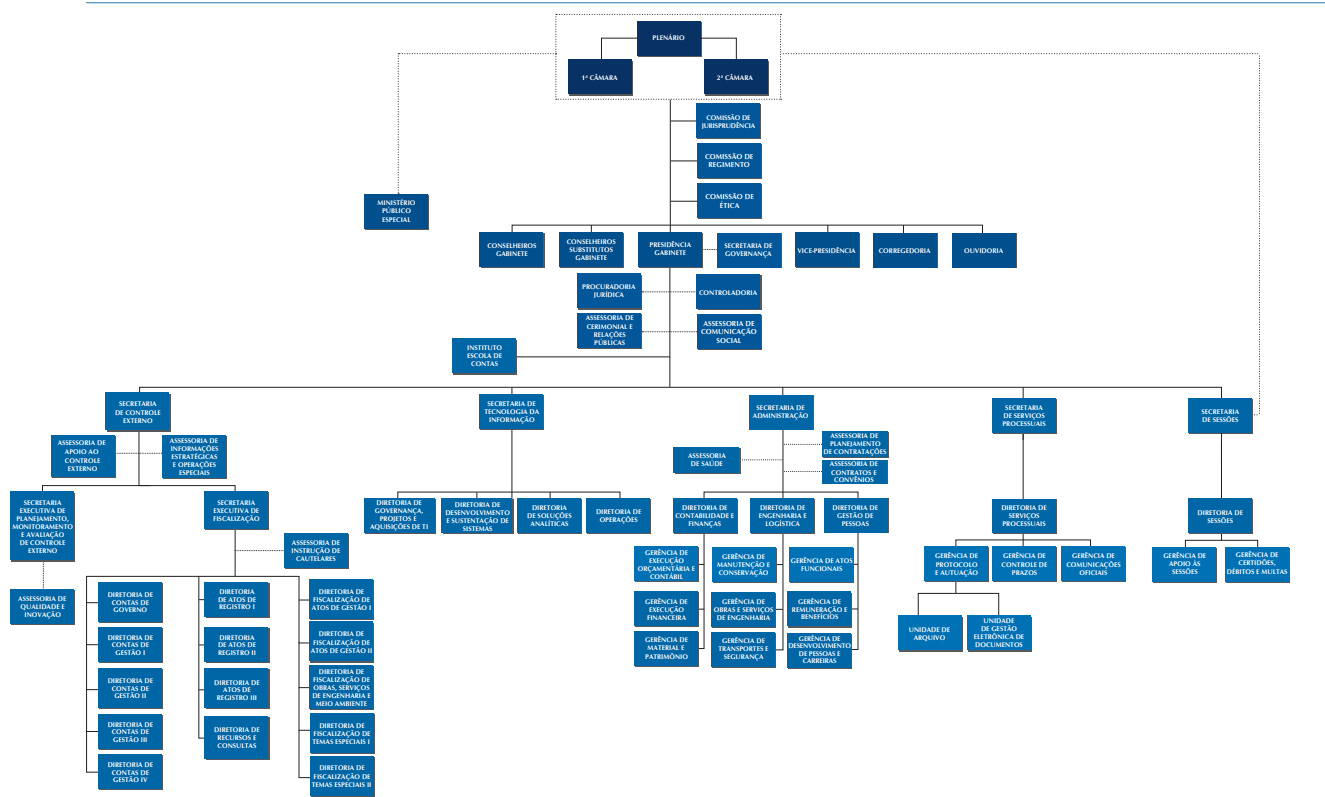 PLENÁRIO
1ª CÂMARA
2ª CÂMARA
COMISSÃO DE
JURISPRUDÊNCIA
COMISSÃO DE
REGIMENTO
COMISSÃO DE
ÉTICA
MINISTÉRIO
PÚBLICO
ESPECIAL
CONSELHEIROS
GABINETE
CONSELHEIROS
SUBSTITUTOS
GABINETE
PRESIDÊNCIA
GABINETE
SECRETARIA DE
GOVERNANÇA
VICE-PRESIDÊNCIA
CORREGEDORIA
OUVIDORIA
PROCURADORIA
JURÍDICA
CONTROLADORIA
ASSESSORIA DE
CERIMONIAL E
RELAÇÕES
PÚBLICAS
ASSESSORIA DE
COMUNICAÇÃO
SOCIAL
INSTITUTO
ESCOLA DE
CONTAS
SECRETARIA
DE CONTROLE
EXTERNO
SECRETARIA DE
TECNOLOGIA DA
INFORMAÇÃO
SECRETARIA DE
ADMINISTRAÇÃO
SECRETARIA
DE SERVIÇOS
PROCESSUAIS
SECRETARIA
DE SESSÕES
ASSESSORIA DE
APOIO AO
CONTROLE
EXTERNO
ASSESSORIA DE
INFORMAÇÕES
ESTRATÉGICAS
E OPERAÇÕES
ESPECIAIS
ASSESSORIA
DE SAÚDE
ASSESSORIA DE
PLANEJAMENTO
DE CONTRATAÇÕES
ASSESSORIA DE
CONTRATOS E
CONVÊNIOS
SECRETARIA
EXECUTIVA DE
PLANEJAMENTO,
MONITORAMENTO
E AVALIAÇÃO
DE CONTROLE
EXTERNO
SECRETARIA
EXECUTIVA DE
FISCALIZAÇÃO
DIRETORIA DE
GOVERNANÇA,
PROJETOS E
AQUISIÇÕES DE TI
DIRETORIA DE
DESENVOLVIMENTO
E SUSTENTAÇÃO DE
SISTEMAS
DIRETORIA
DE SOLUÇÕES
ANALÍTICAS
DIRETORIA DE
OPERAÇÕES
DIRETORIA
DE CONTABILIDADE E
FINANÇAS
DIRETORIA DE
ENGENHARIA E
LOGÍSTICA
DIRETORIA DE
GESTÃO DE
PESSOAS
DIRETORIA DE
SERVIÇOS
PROCESSUAIS
DIRETORIA DE
SESSÕES
ASSESSORIA DE
INSTRUÇÃO DE
CAUTELARES
ASSESSORIA DE
QUALIDADE E
INOVAÇÃO
GERÊNCIA DE
EXECUÇÃO
ORÇAMENTÁRIA E
CONTÁBIL
GERÊNCIA DE
MANUTENÇÃO E
CONSERVAÇÃO
GERÊNCIA DE ATOS
FUNCIONAIS
GERÊNCIA DE
PROTOCOLO
E AUTUAÇÃO
GERÊNCIA DE
CONTROLE DE
PRAZOS
GERÊNCIA DE
COMUNICAÇÕES
OFICIAIS
GERÊNCIA DE
APOIO ÀS
SESSÕES
GERÊNCIA DE
CERTIDÕES,
DÉBITOS E MULTAS
GERÊNCIA DE
EXECUÇÃO
FINANCEIRA
GERÊNCIA DE
OBRAS E SERVIÇOS
DE ENGENHARIA
GERÊNCIA DE
REMUNERAÇÃO E
BENEFÍCIOS
GERÊNCIA DE
MATERIAL E
PATRIMÔNIO
GERÊNCIA DE
TRANSPORTES E
SEGURANÇA
GERÊNCIA DE
DESENVOLVIMENTO
DE PESSOAS E
CARREIRAS
UNIDADE DE
ARQUIVO
UNIDADE
DE GESTÃO
ELETRÔNICA DE
DOCUMENTOS
DIRETORIA DE
CONTAS DE
GOVERNO
DIRETORIA
DE ATOS DE
REGISTRO I
DIRETORIA DE
FISCALIZAÇÃO DE
ATOS DE GESTÃO I
DIRETORIA DE
CONTAS DE
GESTÃO I
DIRETORIA
DE ATOS DE
REGISTRO II
DIRETORIA DE
FISCALIZAÇÃO DE
ATOS DE GESTÃO II
DIRETORIA DE
CONTAS DE
GESTÃO II
DIRETORIA DE
ATOS DE
REGISTRO III
DIRETORIA DE
FISCALIZAÇÃO DE
OBRAS, SERVIÇOS
DE ENGENHARIA E
MEIO AMBIENTE
DIRETORIA DE
CONTAS DE
GESTÃO III
DIRETORIA DE
RECURSOS E
CONSULTAS
DIRETORIA DE
FISCALIZAÇÃO DE
TEMAS ESPECIAIS I
DIRETORIA DE
CONTAS DE
GESTÃO IV
DIRETORIA DE
FISCALIZAÇÃO DE
TEMAS ESPECIAIS II